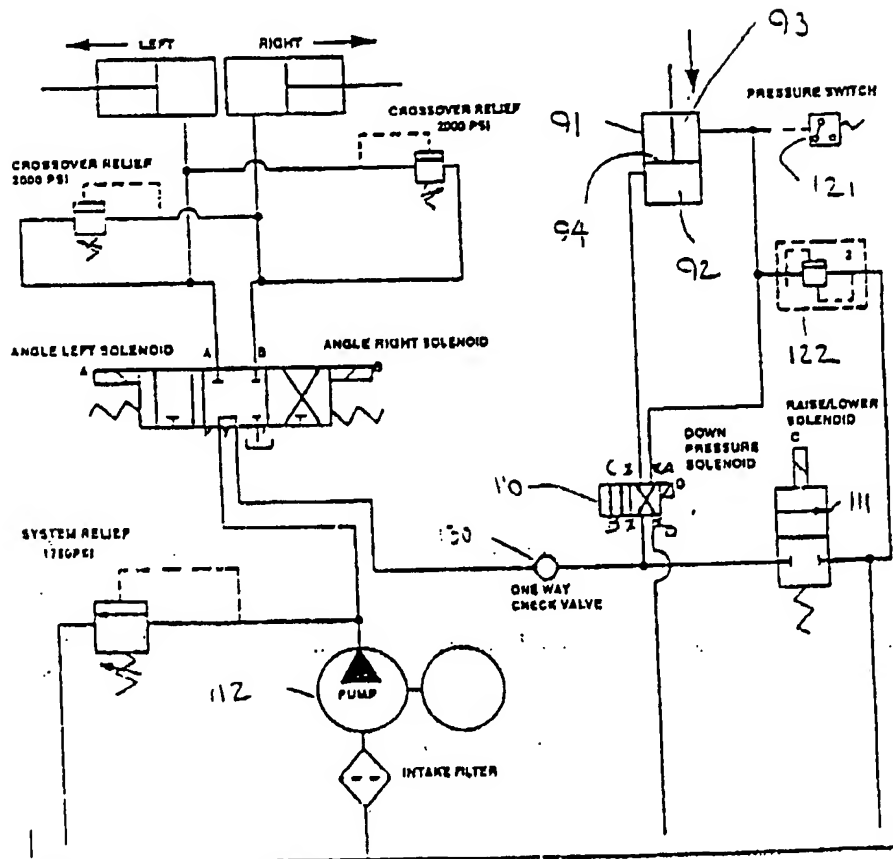 LEFT
RIGHT
93
CROSSOVER RELIEF
2000 PSI
PRESSURE SWITCH
91
CROSSOVER RELIEF
2000 PSI
121
94
92
2
122
ANGLE LEFT SOLENOID
A
B
ANGLE RIGHT SOLENOID
A
RAISE/LOWER
SOLENOID
C
DOWN
PRESSURE
SOLENOID
111
SYSTEM RELIEF
ONE WAY
CHECK VALVE
112
PUMP
INTAKE FILTER